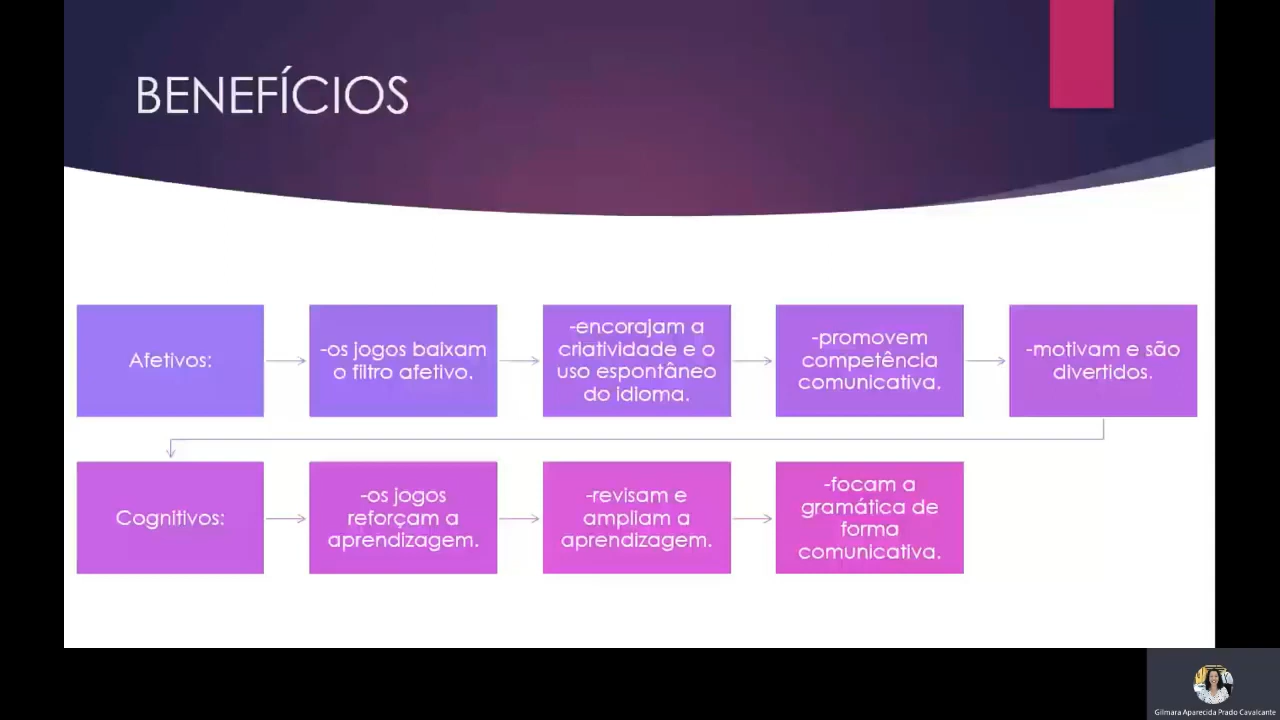 BENEFÍCIOS
Afetivos:
-os jogos baixam
o filtro afetivo.
-encorajam a
criatividade e o
uso espontâneo
do idioma.
-promovem
competência
comunicativa.
-motivam e são
divertidos.
Cognitivos:
-os jogos
reforçam a
aprendizagem.
-revisam e
ampliam a
aprendizagem.
-focam a
gramática de
forma
comunicativa.
Gilmara Aparecida Prado Cavalcante